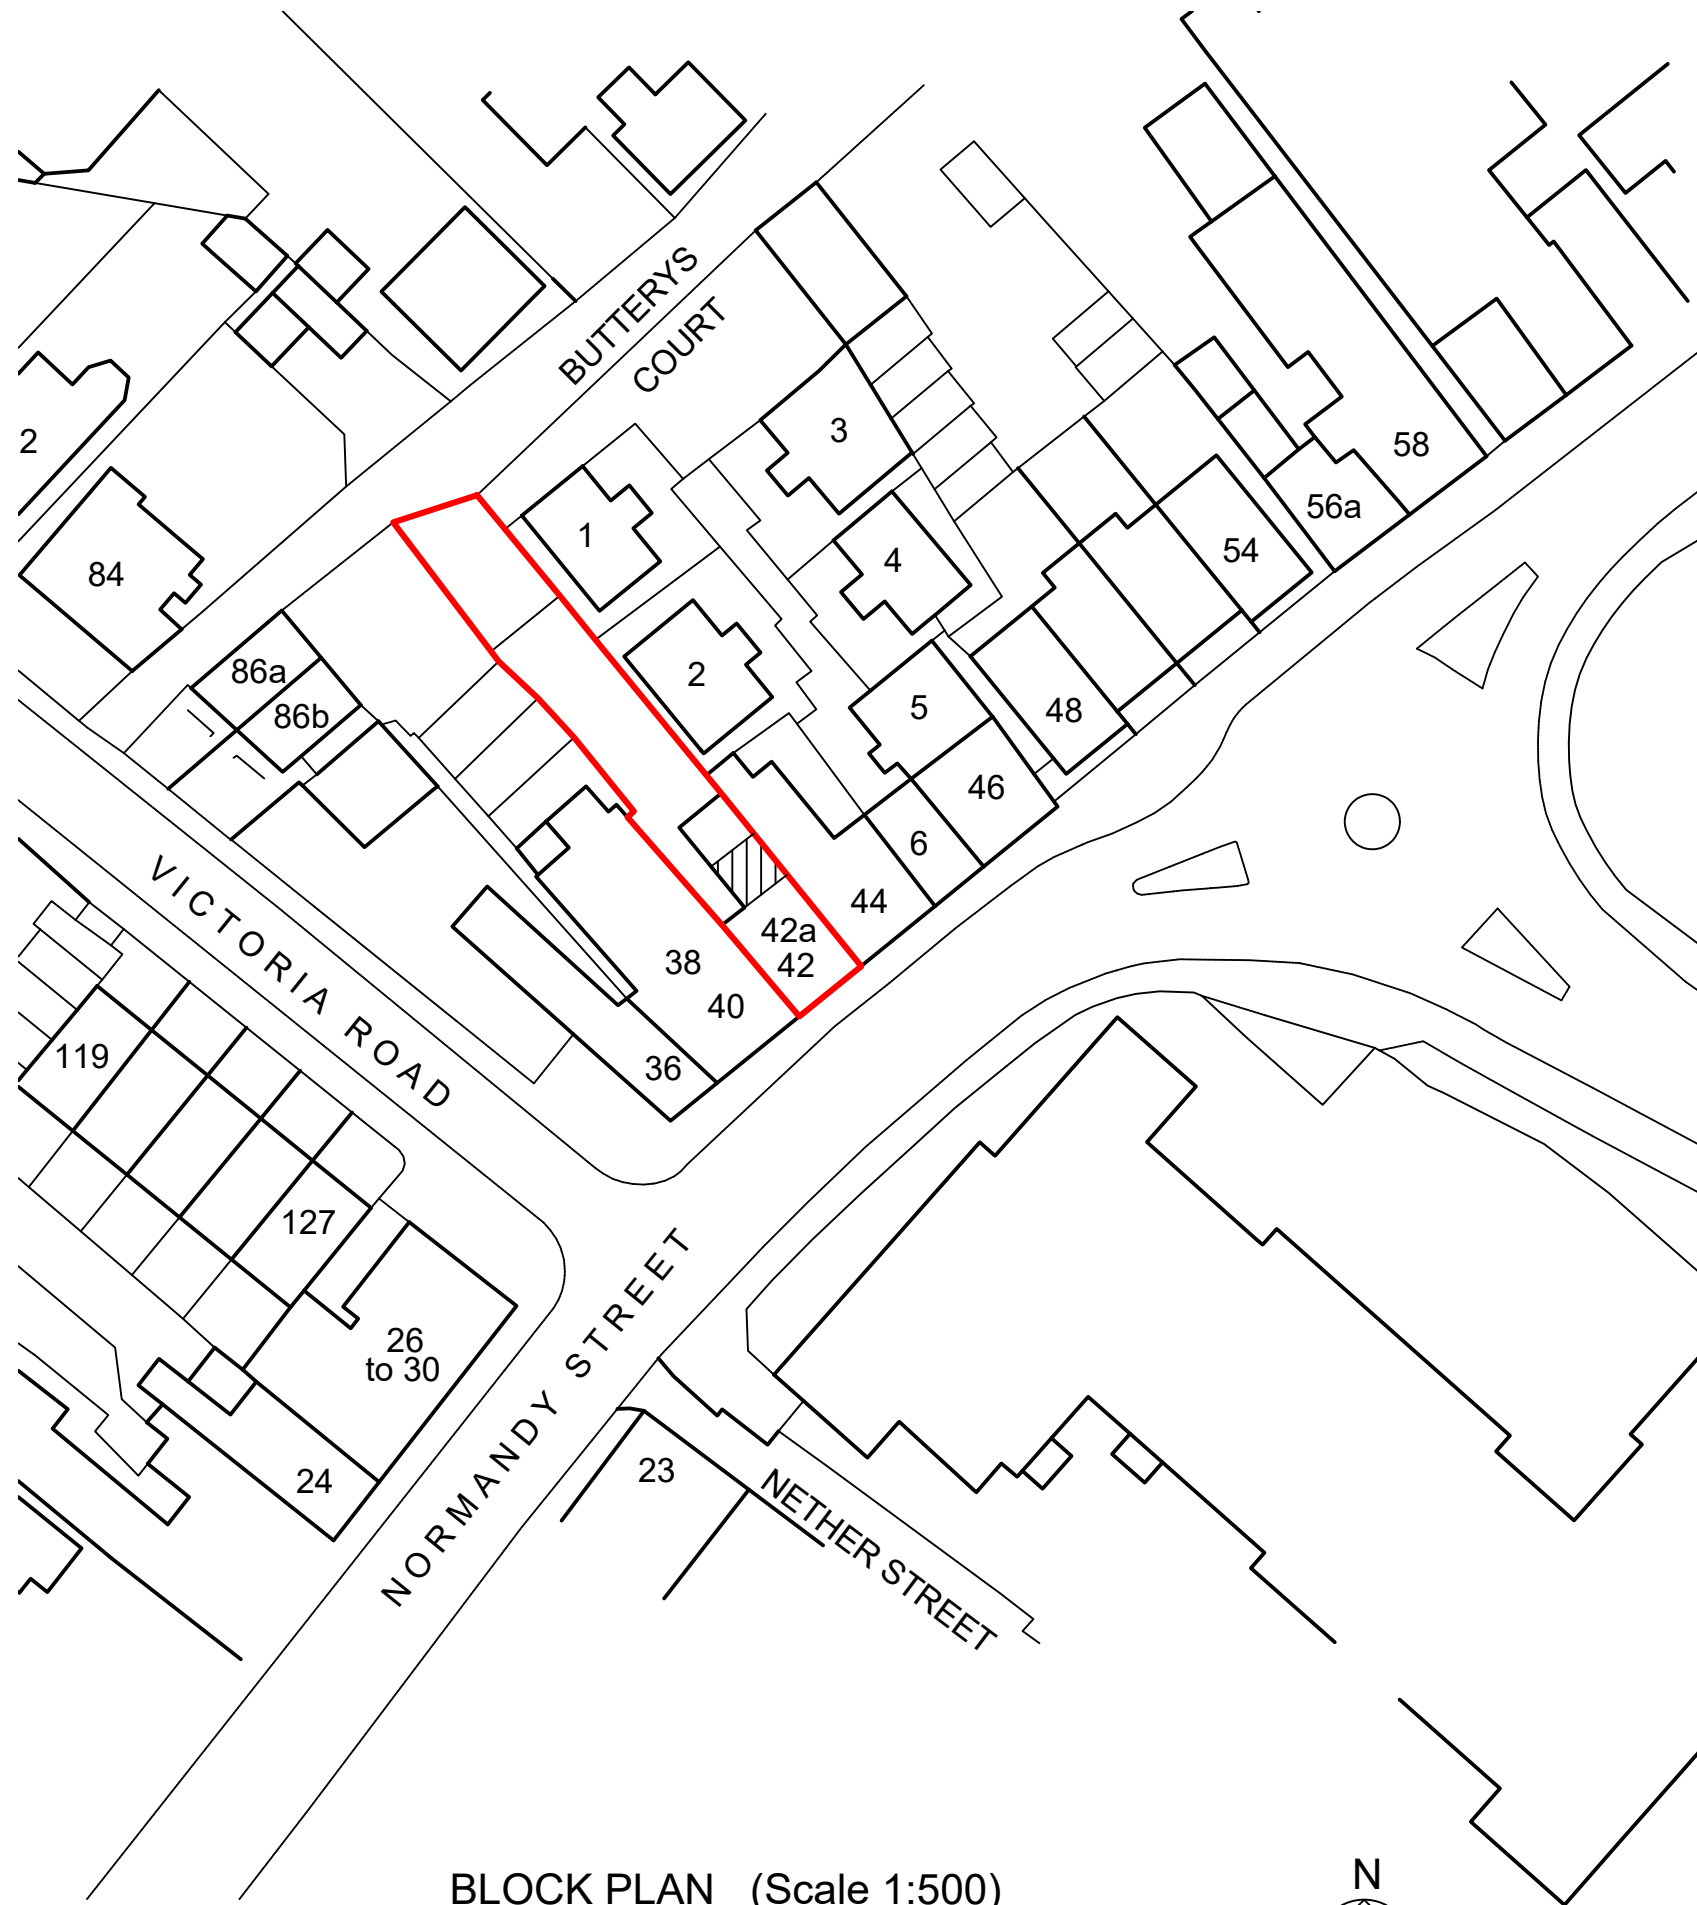 BUTTERYS
COURT
3
58
2
56a
1
54
4
84
86a
2
86b
5
48
46
6
44
42a
42
38
40
36
VICTORIA ROAD
119
127
26
to 30
24
23
NORMANDY STREET
NETHER STREET
BLOCK PLAN (Scale 1:500)
N